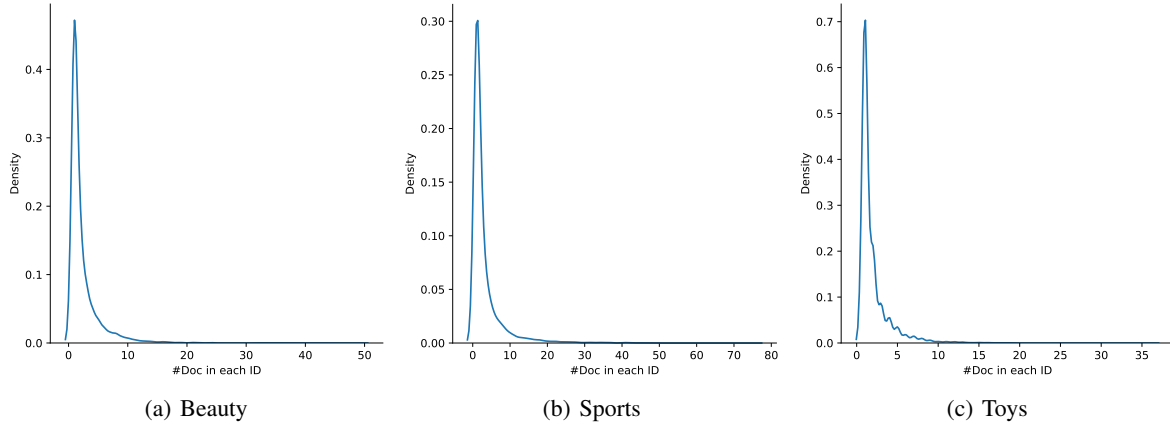 0.4
0.3
0.2
0.1
0.0
Density
0 10 20 30 40 50
#Doc in each ID
(a) Beauty
0.30
0.25
0.20
0.15
0.10
0.05
0.00
Density
0 10 20 30 40 50 60 70 80
#Doc in each ID
(b) Sports
0.7
0.6
0.5
0.4
0.3
0.2
0.1
0.0
Density
0 5 10 15 20 25 30 35
#Doc in each ID
(c) Toys